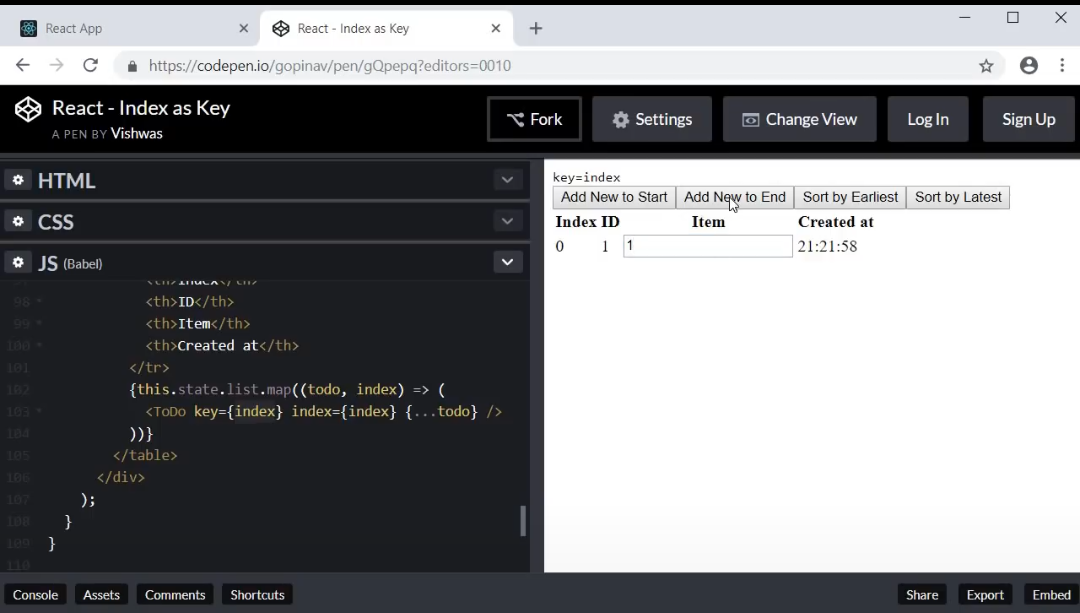 React App
React - Index as Key
https://codepen.io/gopinav/pen/gQpepq?editors=0010
React - Index as Key
A PEN BY Vishwas
Fork
Settings
Change View
Log In
Sign Up
HTML
CSS
JS (Babel)
<th>Index</th>
98 <th>ID</th>
99 <th>Item</th>
100 <th>Created at</th>
101 </tr>
102 {this.state.list.map((todo, index) => (
103 <ToDo key={index} index={index} {...todo} />
104 ))}
105 </table>
106 </div>
107 );
108 }
109 }
110
key=index
Add New to Start Add New to End Sort by Earliest Sort by Latest
Index ID Item Created at
0 1 1 21:21:58
Console Assets Comments Shortcuts Share Export Embed